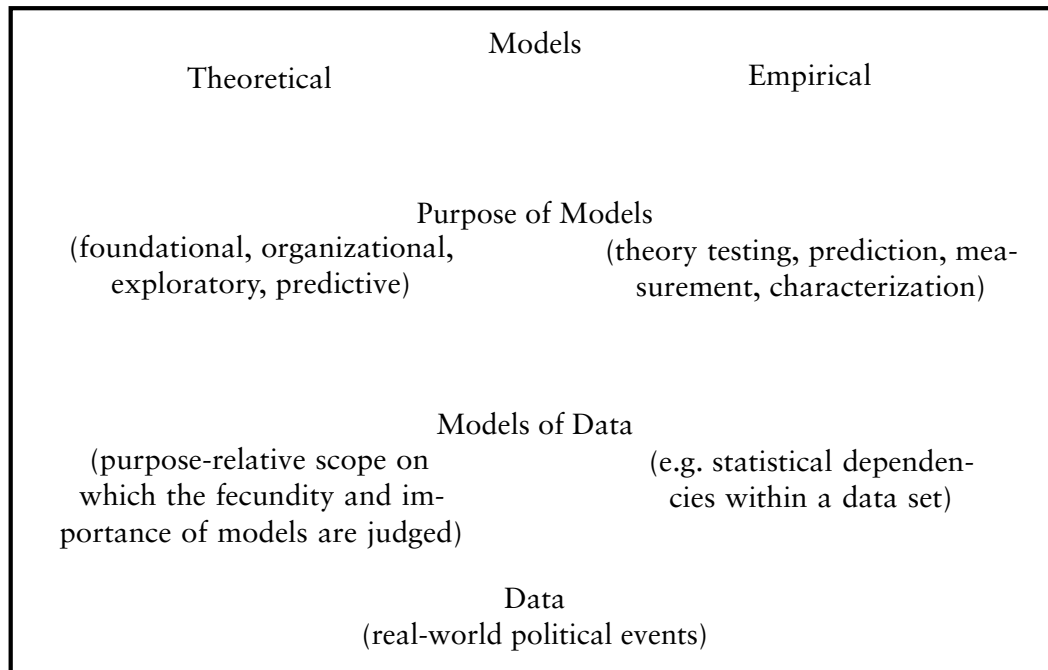 Models
Theoretical Empirical
Purpose of Models
(foundational, organizational,
exploratory, predictive)
(theory testing, prediction, mea-
surement, characterization)
Models of Data
(purpose-relative scope on
which the fecundity and im-
portance of models are judged)
(e.g. statistical dependen-
cies within a data set)
Data
(real-world political events)